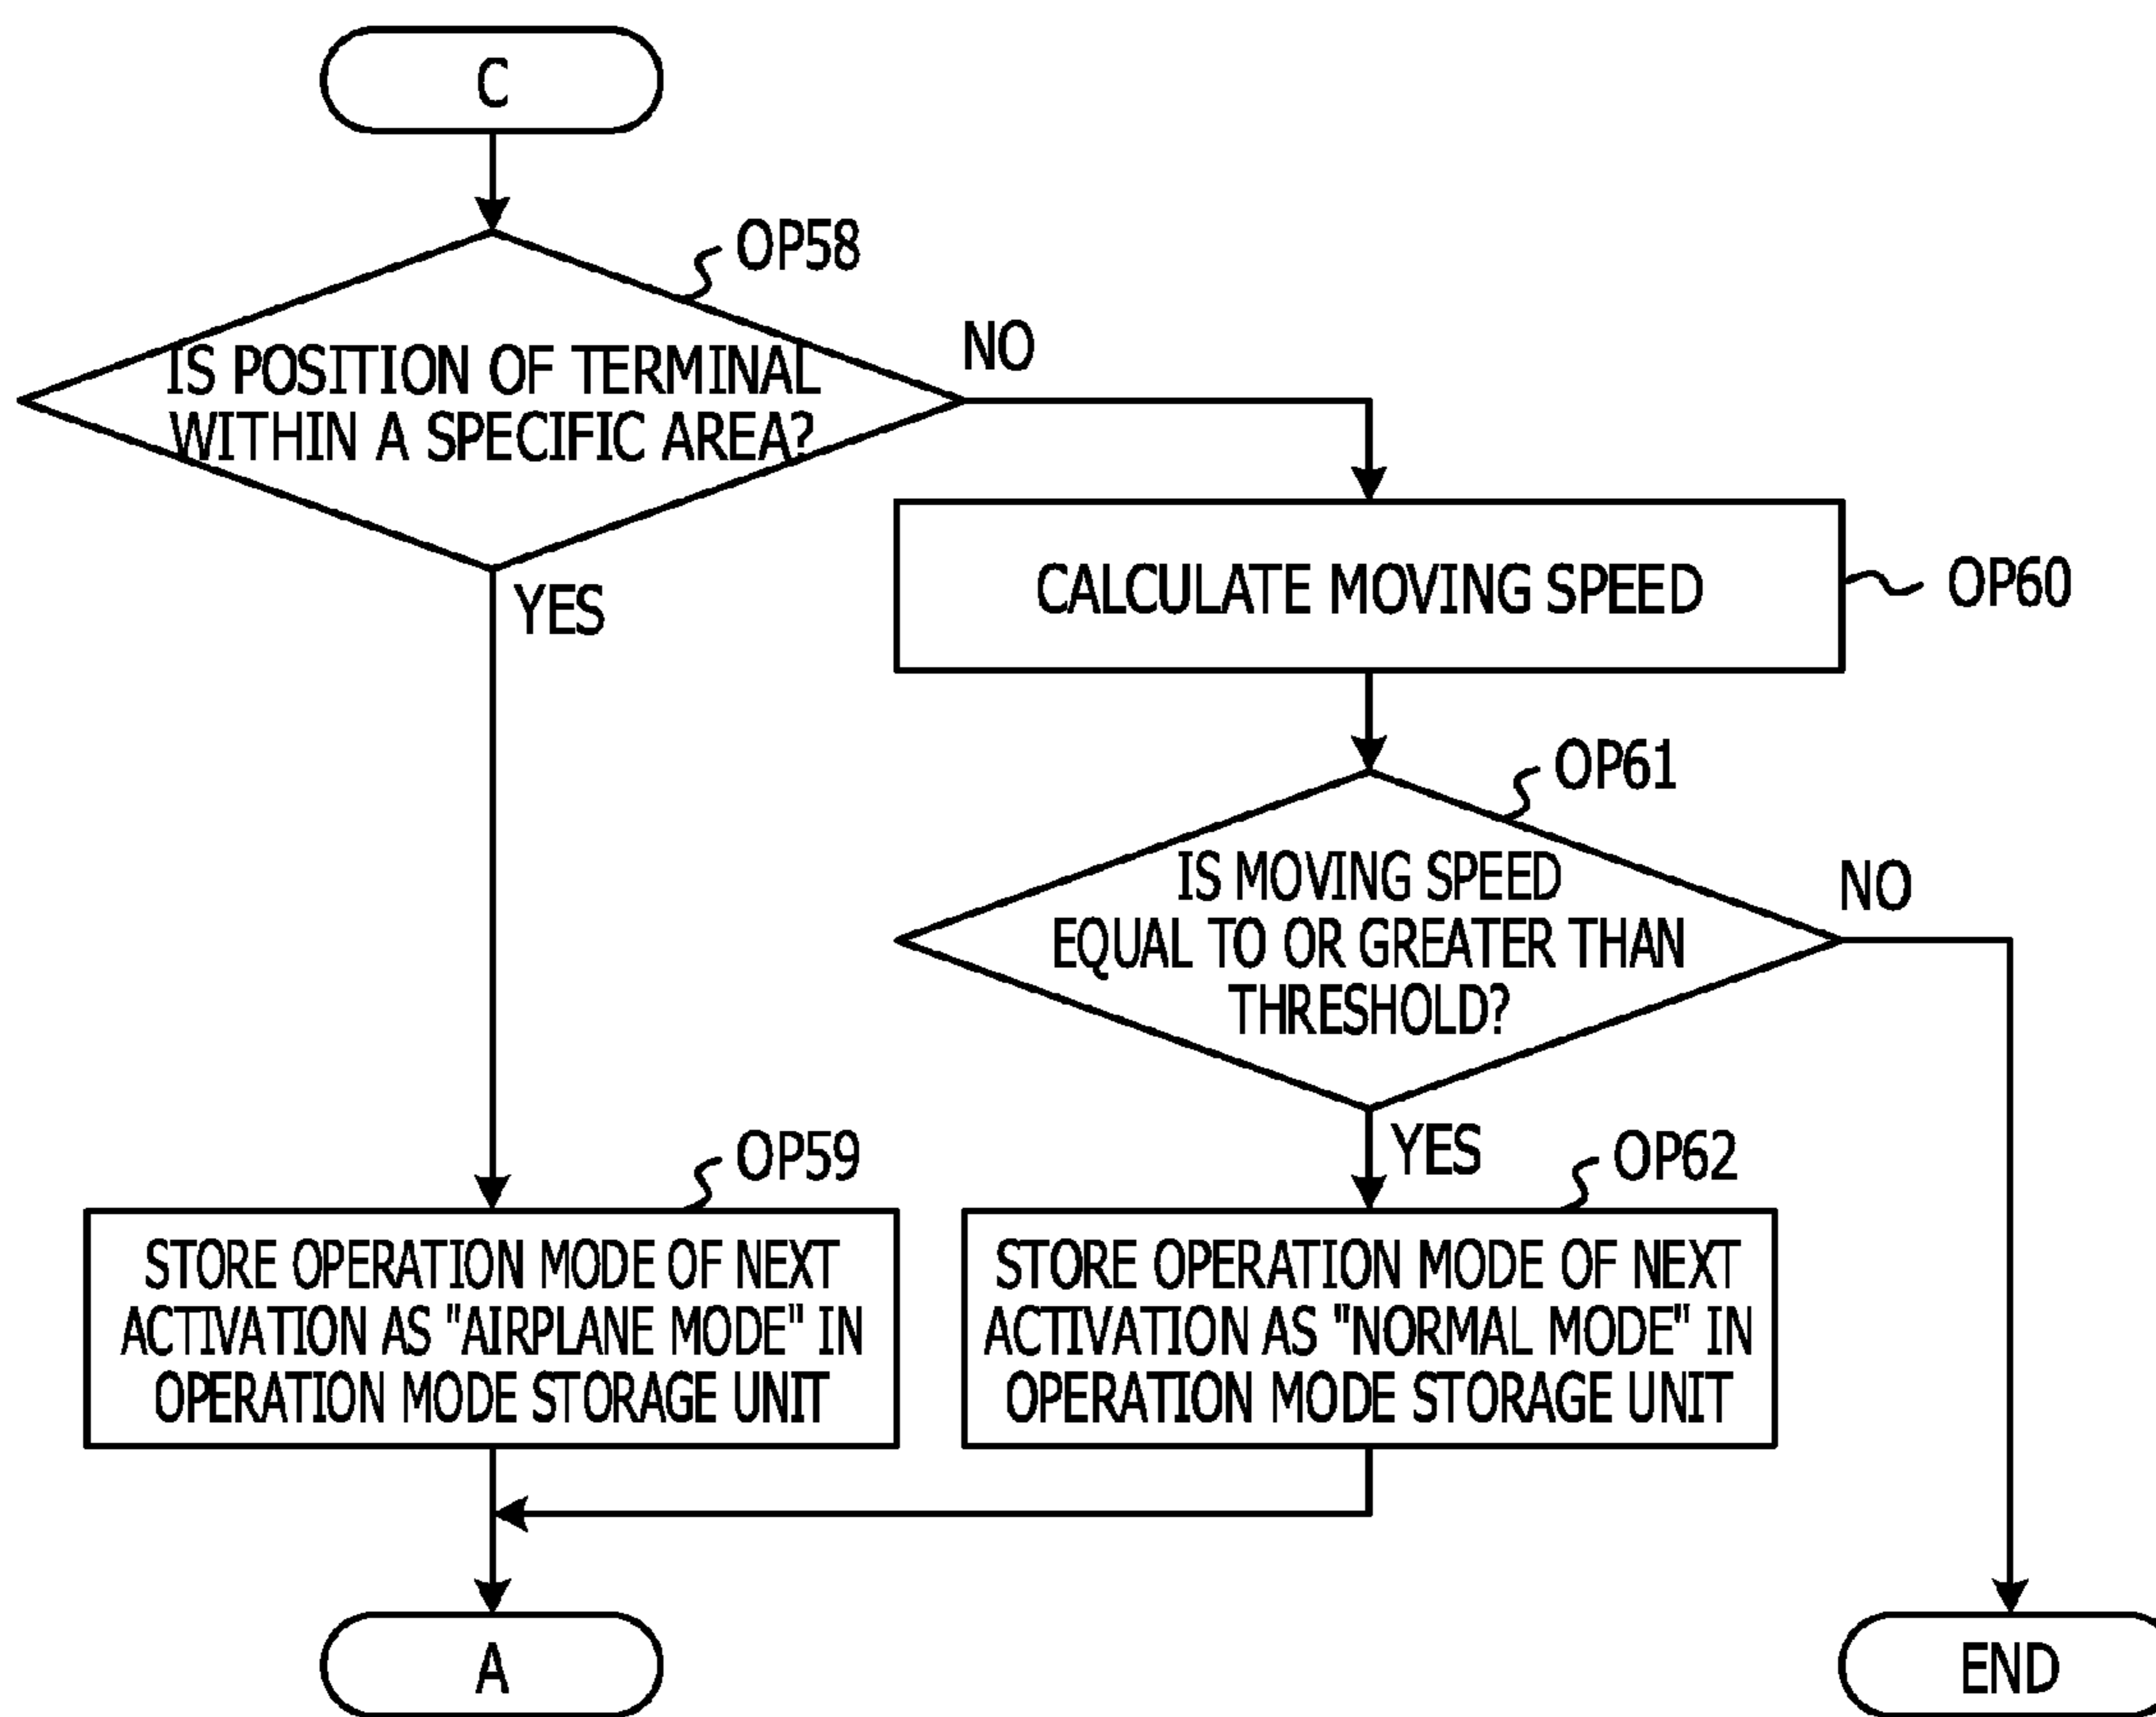 C
OP58
IS POSITION OF TERMINAL
WITHIN A SPECIFIC AREA?
NO
YES
CALCULATE MOVING SPEED
OP60
OP61
IS MOVING SPEED
EQUAL TO OR GREATER THAN
THRESHOLD?
NO
YES
OP59
STORE OPERATION MODE OF NEXT
ACTIVATION AS "AIRPLANE MODE" IN
OPERATION MODE STORAGE UNIT
OP62
STORE OPERATION MODE OF NEXT
ACTIVATION AS "NORMAL MODE" IN
OPERATION MODE STORAGE UNIT
A
END